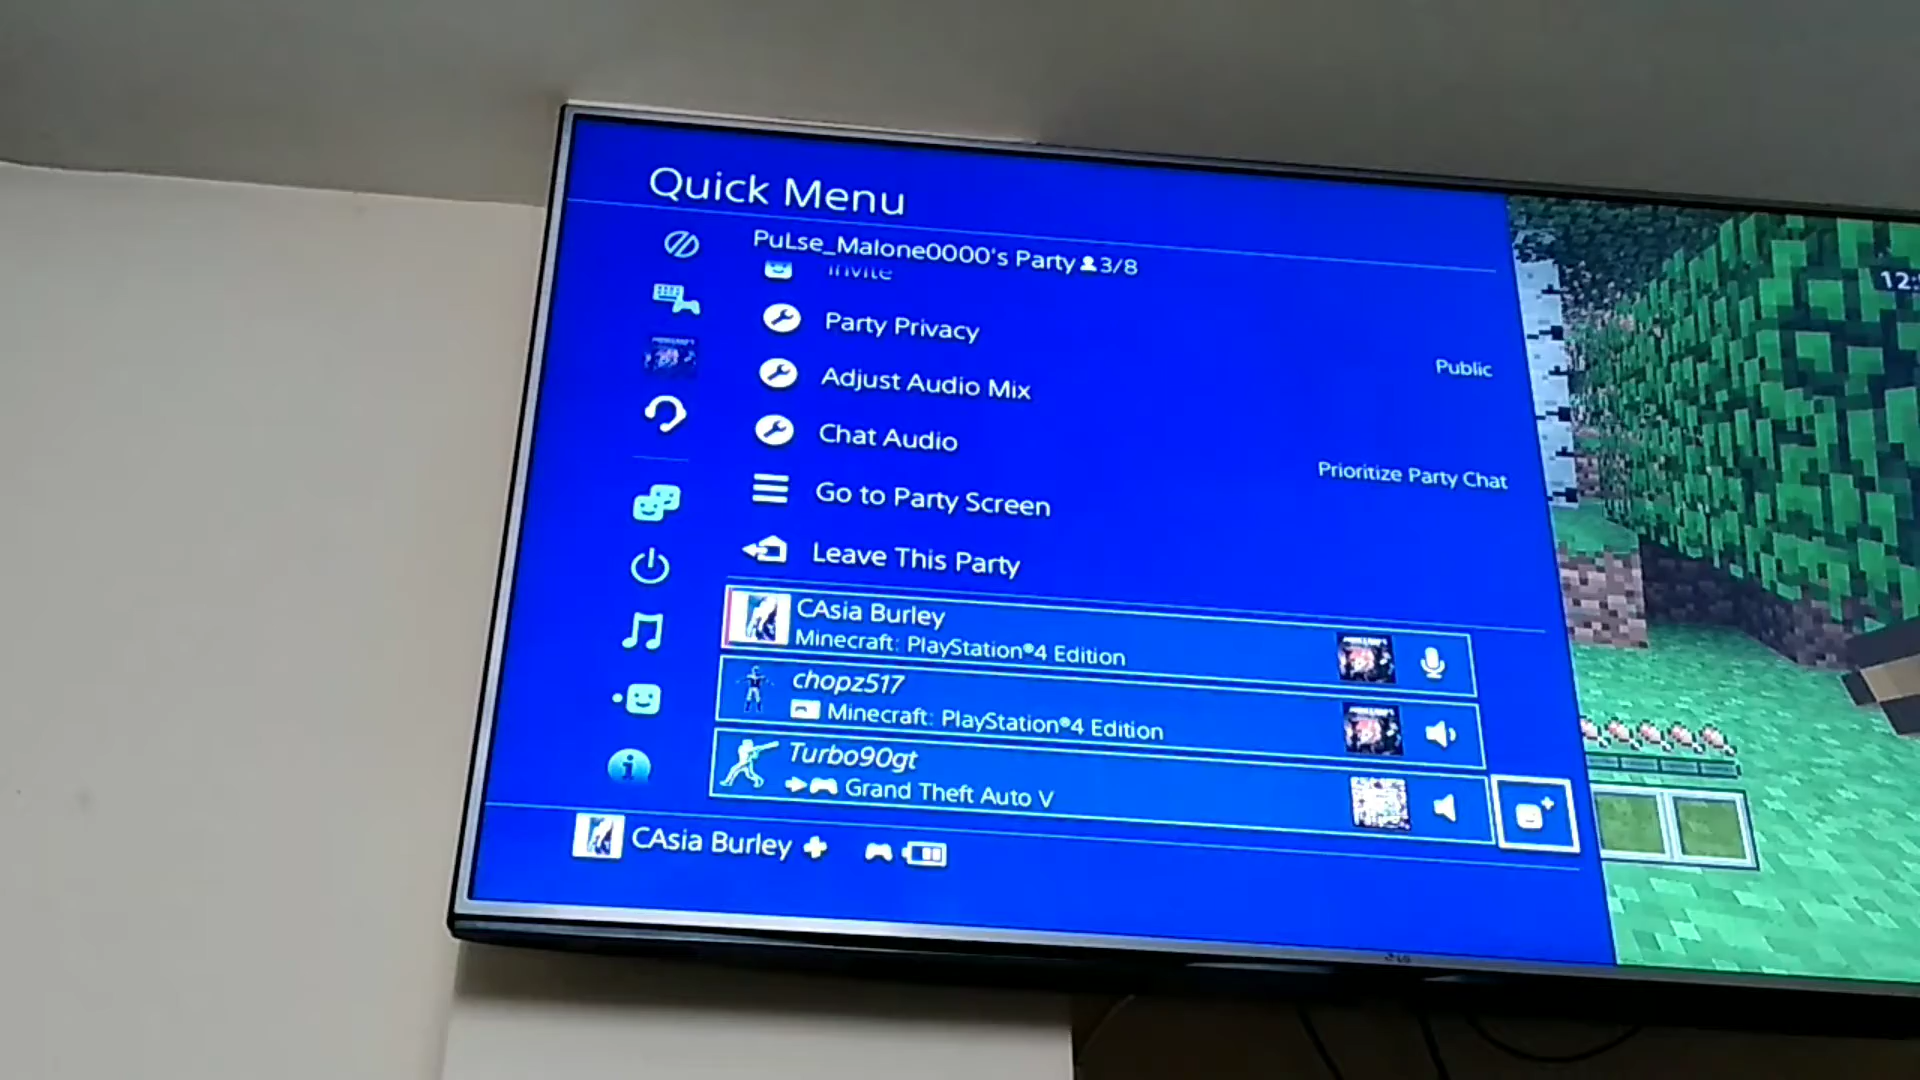 Quick Menu
PuLse_Malone0000's Party 3/8
Invite
Party Privacy
Public
Adjust Audio Mix
Chat Audio
Prioritize Party Chat
Go to Party Screen
Leave This Party
CAsia Burley
Minecraft: PlayStation®4 Edition
chopz517
Minecraft: PlayStation®4 Edition
Turbo90gt
Grand Theft Auto V
CAsia Burley
12: